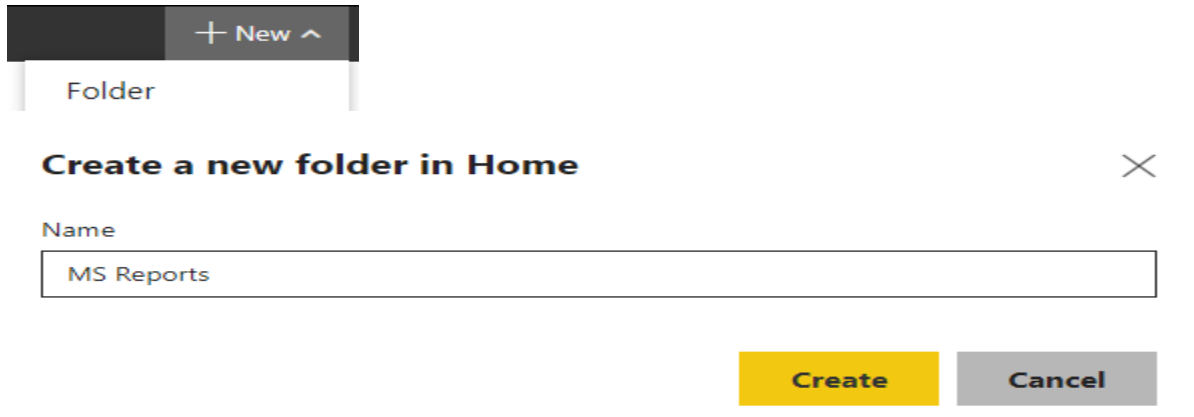 + New
Folder
Create a new folder in Home
Name
MS Reports
Create Cancel